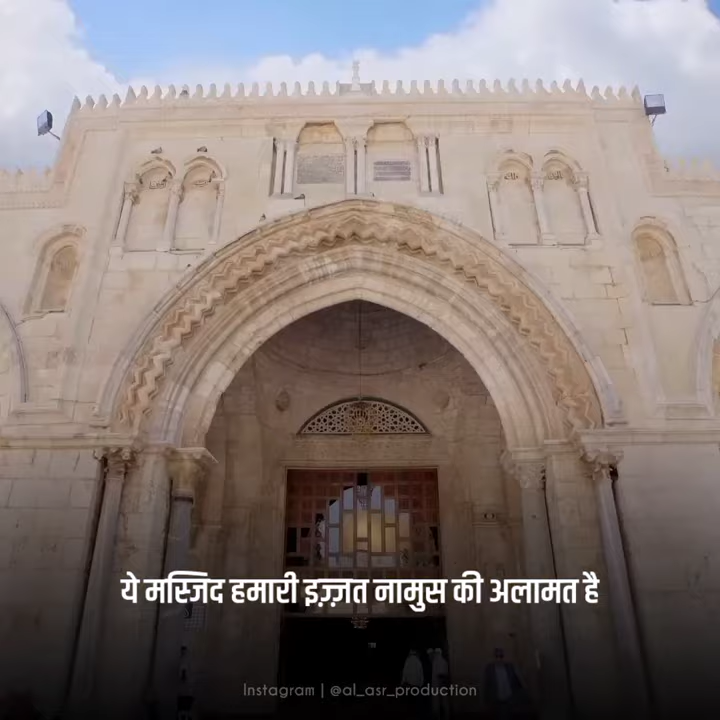 ये मस्जिद हमारी इज़्ज़त नामुस की अलामत है
Instagram | @al_asr_production